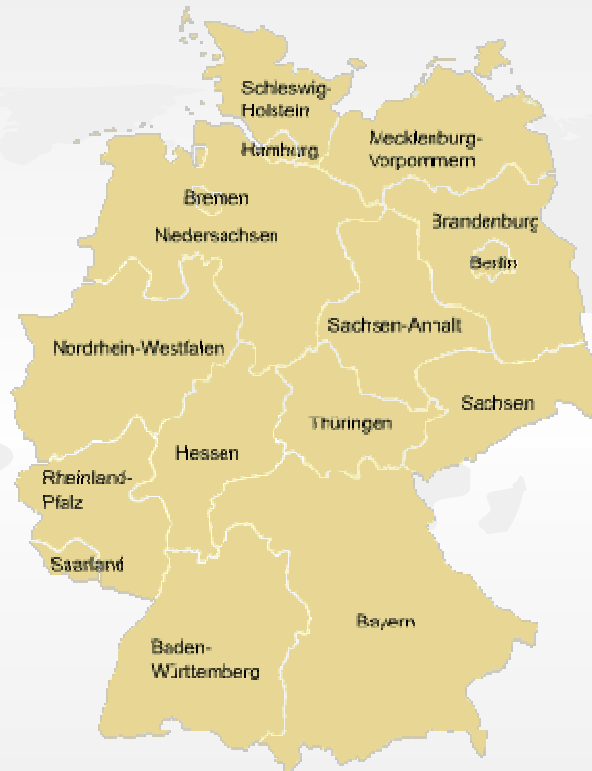 Schleswig-
Holstein
Hamburg
Mecklenburg-
Vorpommern
Bremen
Niedersachsen
Brandenburg
Berlin
Sachsen-Anhalt
Nordrhein-Westfalen
Sachsen
Thüringen
Hessen
Rheinland-
Pfalz
Saarland
Bayern
Baden-
Württemberg